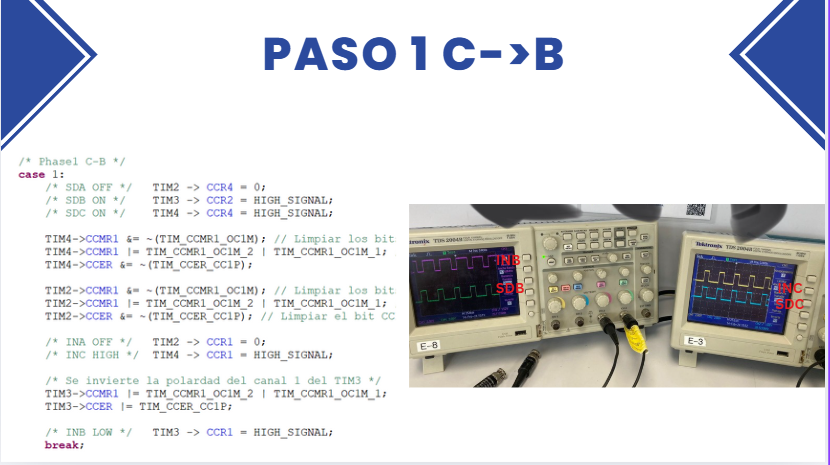 PASO 1 C->B
/* Phase1 C-B */
case 1:
/* SDA OFF */ TIM2 -> CCR4 = 0;
/* SDB ON */ TIM3 -> CCR2 = HIGH_SIGNAL;
/* SDC ON */ TIM4 -> CCR4 = HIGH_SIGNAL;
TIM4->CCMR1 &= ~(TIM_CCMR1_OC1M); // Limpiar los bit
TIM4->CCMR1 |= TIM_CCMR1_OC1M_2 | TIM_CCMR1_OC1M_1;
TIM4->CCER &= ~(TIM_CCER_CC1P);
TIM2->CCMR1 &= ~(TIM_CCMR1_OC1M); // Limpiar los bit
TIM2->CCMR1 |= TIM_CCMR1_OC1M_2 | TIM_CCMR1_OC1M_1;
TIM2->CCER &= ~(TIM_CCER_CC1P); // Limpiar el bit CC
/* INA OFF */ TIM2 -> CCR1 = 0;
/* INC HIGH */ TIM4 -> CCR1 = HIGH_SIGNAL;
/* Se invierte la polardad del canal 1 del TIM3 */
TIM3->CCMR1 |= TIM_CCMR1_OC1M_2 | TIM_CCMR1_OC1M_1;
TIM3->CCER |= TIM_CCER_CC1P;
/* INB LOW */ TIM3 -> CCR1 = HIGH_SIGNAL;
break;
INB
SDB
E-8
Tektronix TDS 2004B
INC
SDC
E-3